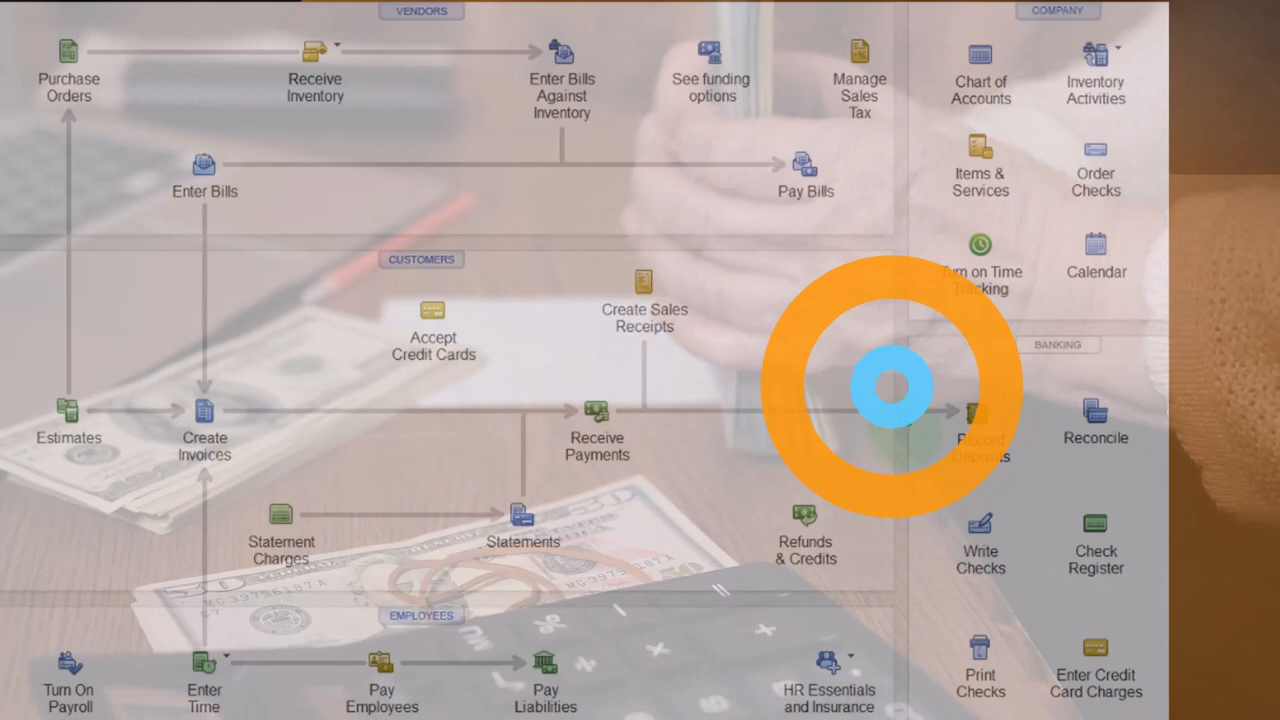 VENDORS
Purchase
Orders
Receive
Inventory
Enter Bills
Against
Inventory
See funding
options
Manage
Sales
Tax
Enter Bills
Pay Bills
COMPANY
Chart of
Accounts
Inventory
Activities
Items &
Services
Order
Checks
Turn on Time
Tracking
Calendar
CUSTOMERS
Create Sales
Receipts
Accept
Credit Cards
Estimates
Create
Invoices
Receive
Payments
Statement
Charges
Statements
Refunds
& Credits
BANKING
Record
Deposits
Reconcile
Write
Checks
Check
Register
Print
Checks
Enter Credit
Card Charges
EMPLOYEES
Turn On
Payroll
Enter
Time
Pay
Employees
Pay
Liabilities
HR Essentials
and Insurance
MG 39756187 A